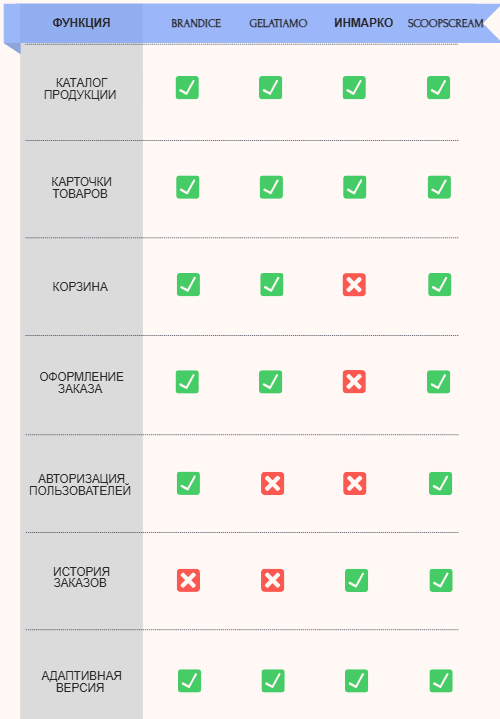 ФУНКЦИЯ BRANDICE GELATIAMO ИНМАРКО SCOOPSCREAM
КАТАЛОГ
ПРОДУКЦИИ
КАРТОЧКИ
ТОВАРОВ
КОРЗИНА
ОФОРМЛЕНИЕ
ЗАКАЗА
АВТОРИЗАЦИЯ
ПОЛЬЗОВАТЕЛЕЙ
ИСТОРИЯ
ЗАКАЗОВ
АДАПТИВНАЯ
ВЕРСИЯ